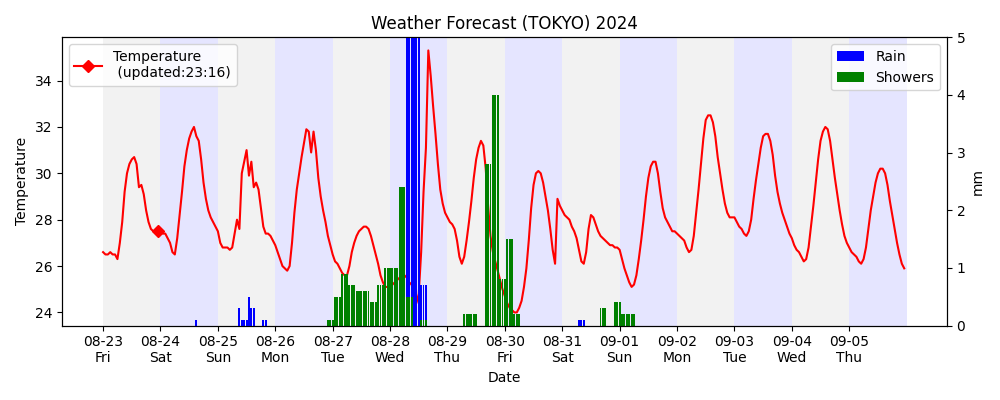 Weather Forecast (TOKYO) 2024
Temperature
(updated:23:16)
Rain
Showers
Temperature
34
32
30
28
26
24
5
4
3
2
1
0
mm
08-23 08-24 08-25 08-26 08-27 08-28 08-29 08-30 08-31 09-01 09-02 09-03 09-04 09-05
Fri Sat Sun Mon Tue Wed Thu Fri Sat Sun Mon Tue Wed Thu
Date